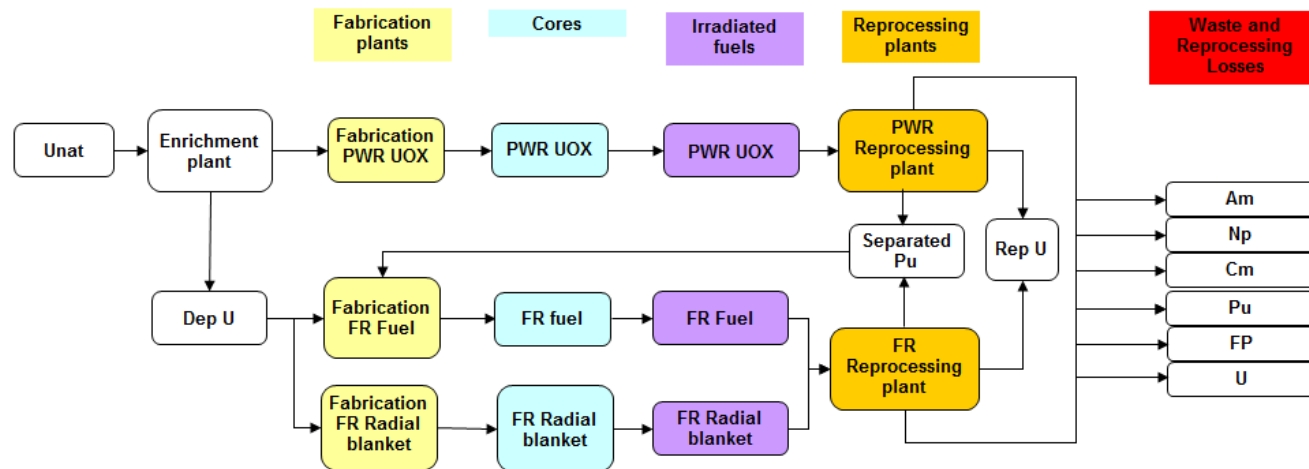 Fabrication
plants
Cores
Irradiated
fuels
Reprocessing
plants
Waste and
Reprocessing
Losses
Unat
Enrichment
plant
Fabrication
PWR UOX
PWR UOX
PWR UOX
PWR
Reprocessing
plant
Am
Np
Cm
Pu
FP
U
Separated
Pu
Rep U
Dep U
Fabrication
FR Fuel
FR fuel
FR Fuel
FR
Reprocessing
plant
Fabrication
FR Radial
blanket
FR Radial
blanket
FR Radial
blanket